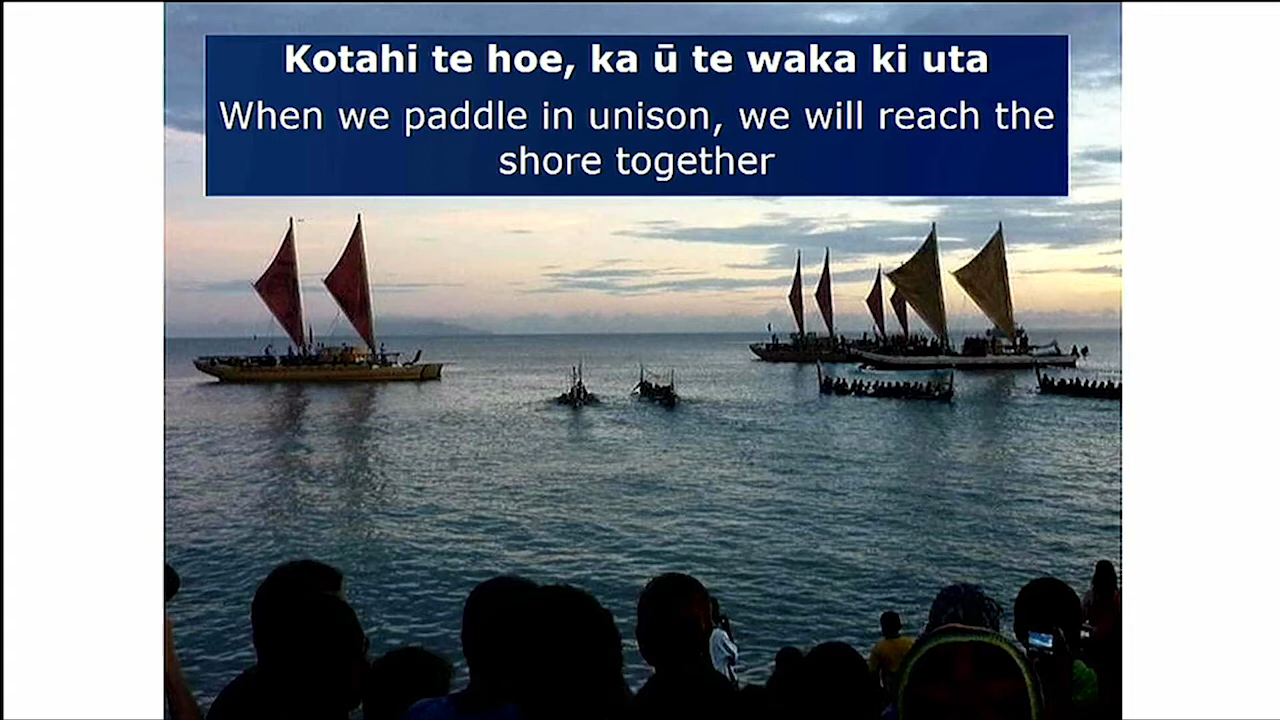 Kotahi te hoe, ka ū te waka ki uta
When we paddle in unison, we will reach the
shore together